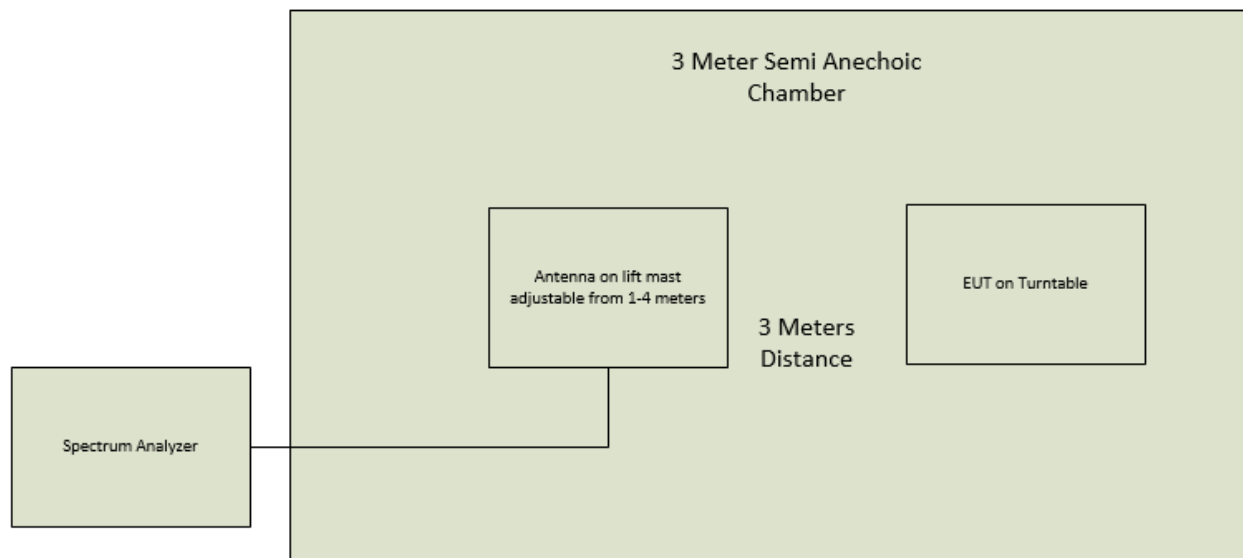 3 Meter Semi Anechoic
Chamber
Antenna on lift mast
adjustable from 1-4 meters
EUT on Turntable
3 Meters
Distance
Spectrum Analyzer